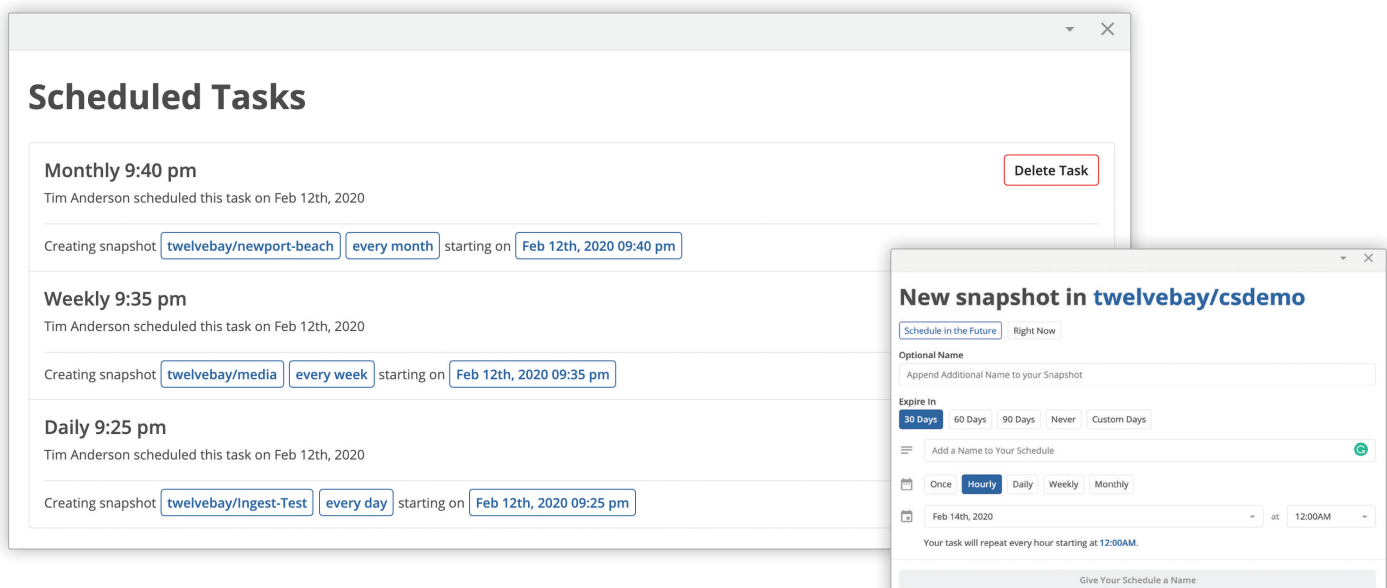 Scheduled Tasks
Monthly 9:40 pm
Delete Task
Tim Anderson scheduled this task on Feb 12th, 2020
Creating snapshot twelvebay/newport-beach every month starting on Feb 12th, 2020 09:40 pm
Weekly 9:35 pm
Tim Anderson scheduled this task on Feb 12th, 2020
Creating snapshot twelvebay/media every week starting on Feb 12th, 2020 09:35 pm
Daily 9:25 pm
Tim Anderson scheduled this task on Feb 12th, 2020
Creating snapshot twelvebay/Ingest-Test every day starting on Feb 12th, 2020 09:25 pm
New snapshot in twelvebay/csdemo
Schedule in the Future Right Now
Optional Name
Append Additional Name to your Snapshot
Expire In
30 Days 60 Days 90 Days Never Custom Days
Add a Name to Your Schedule
Once Hourly Daily Weekly Monthly
Feb 14th, 2020 at 12:00AM
Your task will repeat every hour starting at 12:00AM.
Give Your Schedule a Name